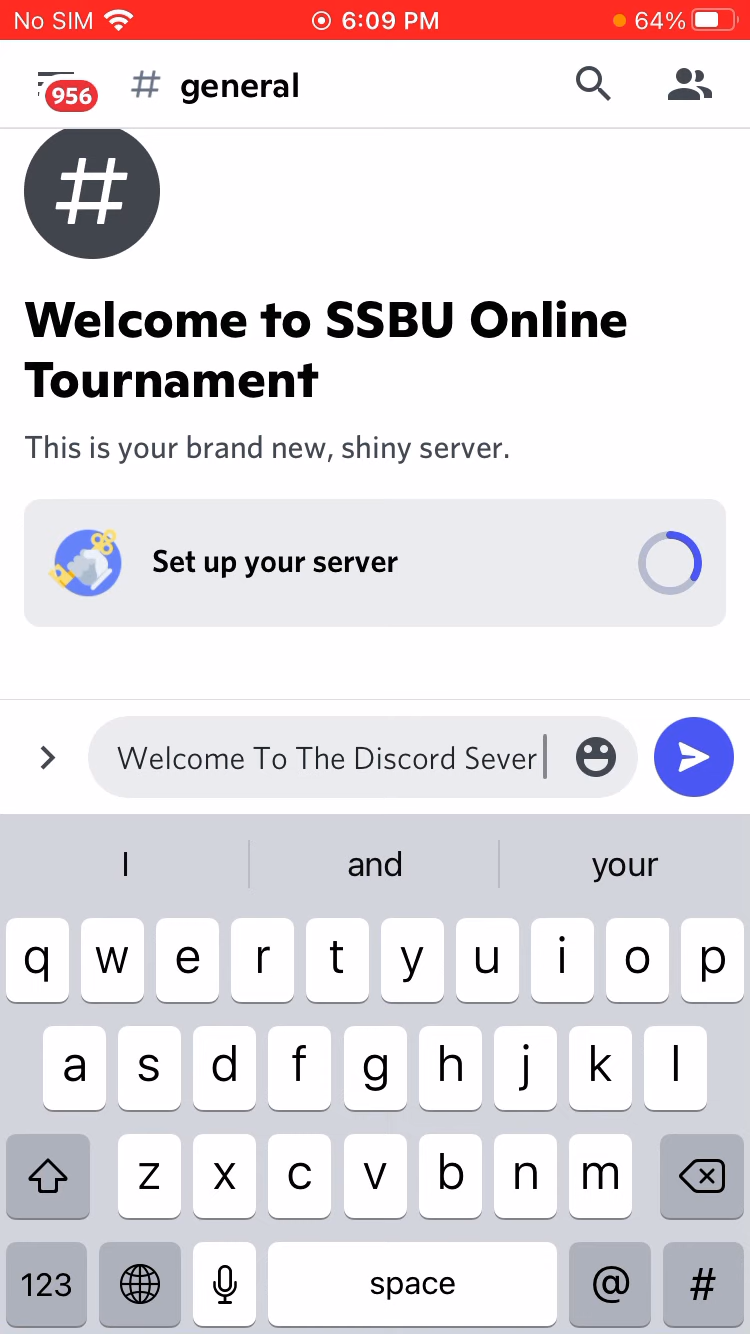 No SIM 6:09 PM 64%
956 # general
#
Welcome to SSBU Online
Tournament
This is your brand new, shiny server.
Set up your server
Welcome To The Discord Sever
I and your
q w e r t y u i o p
a s d f g h j k l
z x c v b n m
123 space @ #